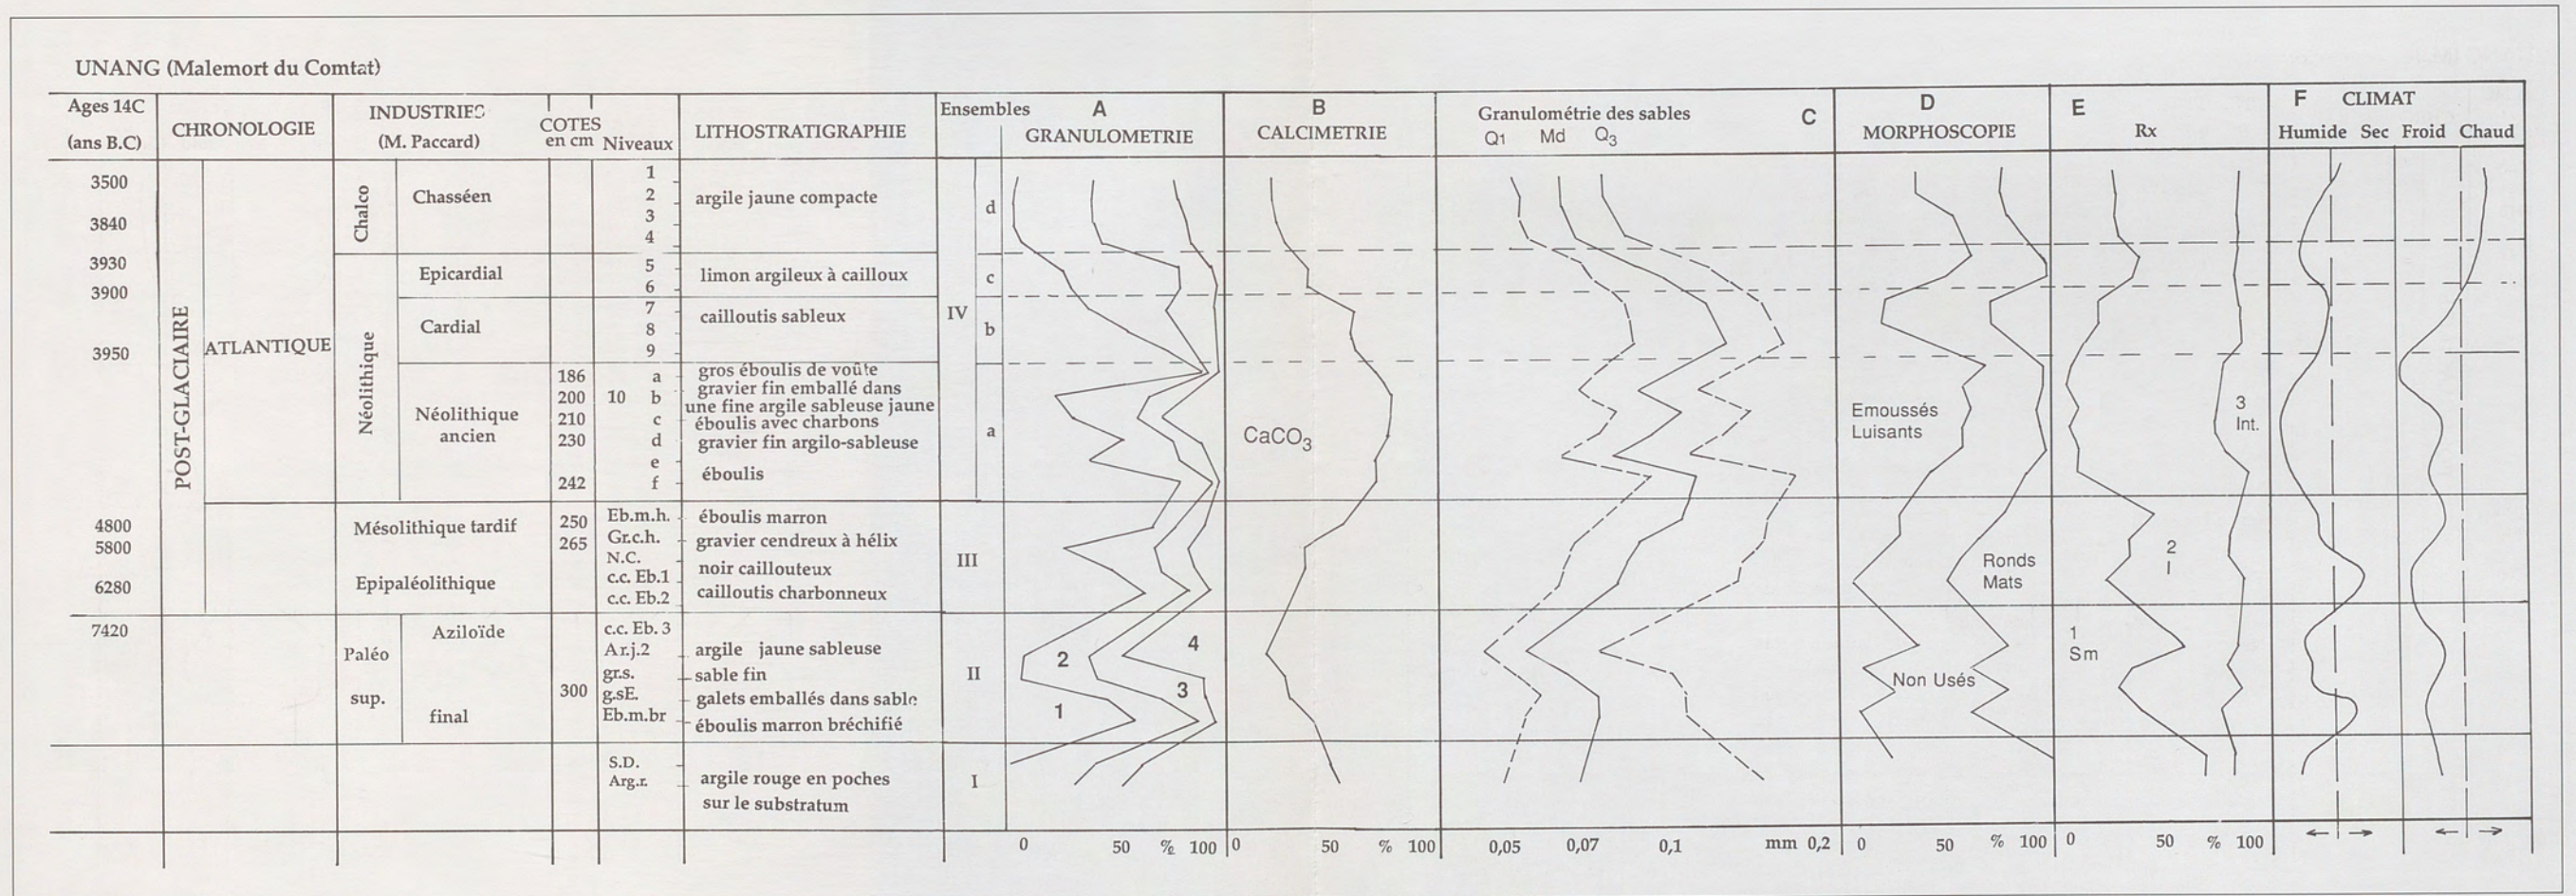 UNANG (Malemort du Comtat)
Ages 14C
(ans B.C)
CHRONOLOGIE
INDUSTRIES
(M. Paccard)
COTES
en cm
Niveaux
LITHOSTRATIGRAPHIE
Ensembles
A
GRANULOMETRIE
B
CALCIMETRIE
Granulométrie des sables
C
Q1 Md Q3
D
MORPHOSCOPIE
E
Rx
F CLIMAT
Humide Sec Froid Chaud
3500
3840
3930
3900
3950
4800
5800
6280
7420
POST-GLACIAIRE
ATLANTIQUE
Chalco
Néolithique
Chasséen
Epicardial
Cardial
Néolithique
ancien
Mésolithique tardif
Epipaléolithique
Paléo
sup.
Aziloïde
final
186
200
210
230
242
250
265
300
1
2
3
4
5
6
7
8
9
a
10 b
c
d
e
f
Eb.m.h.
Gr.c.h.
N.C.
c.c. Eb.1
c.c. Eb.2
c.c. Eb. 3
Ar.j.2
gr.s.
g.sE.
Eb.m.br
S.D.
Arg.r.
argile jaune compacte
limon argileux à cailloux
cailloutis sableux
gros éboulis de voûte
gravier fin emballé dans
une fine argile sableuse jaune
éboulis avec charbons
gravier fin argilo-sableuse
éboulis
éboulis marron
gravier cendreux à hélix
noir caillouteux
cailloutis charbonneux
argile jaune sableuse
sable fin
galets emballés dans sable
éboulis marron bréchifié
argile rouge en poches
sur le substratum
IV
d
c
b
a
III
II
I
2
1
4
3
CaCO3
Emoussés
Luisants
Ronds
Mats
Non Usés
3
Int.
2
I
1
Sm
0 50 % 100
0 50 % 100
0,05 0,07 0,1 mm 0,2
0 50 % 100
0 50 % 100
← → ← →